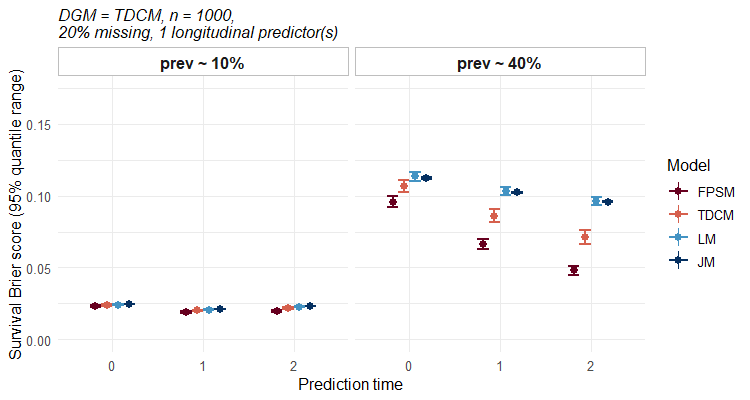 DGM = TDCM, n = 1000,
20% missing, 1 longitudinal predictor(s)
prev ~ 10%
prev ~ 40%
Survival Brier score (95% quantile range)
0.15
0.10
0.05
0.00
0
1
2
0
1
2
Prediction time
Model
FPSM
TDCM
LM
JM